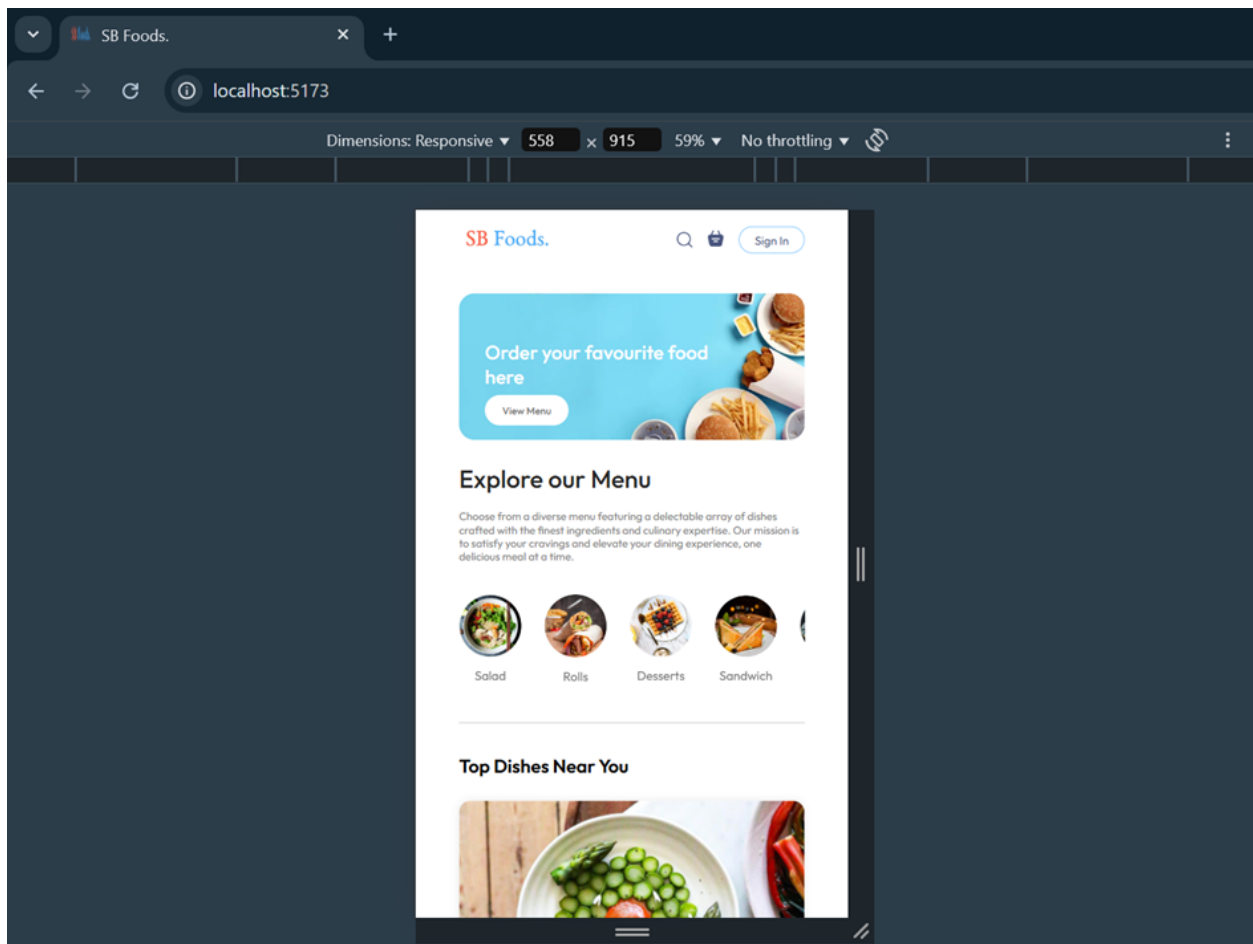 SB Foods.
localhost:5173
Dimensions: Responsive ▼ 558 × 915 59% ▼ No throttling ▼
SB Foods.
Sign In
Order your favourite food
here
View Menu
Explore our Menu
Choose from a diverse menu featuring a delectable array of dishes
crafted with the finest ingredients and culinary expertise. Our mission is
to satisfy your cravings and elevate your dining experience, one
delicious meal at a time.
Salad Rolls Desserts Sandwich
Top Dishes Near You